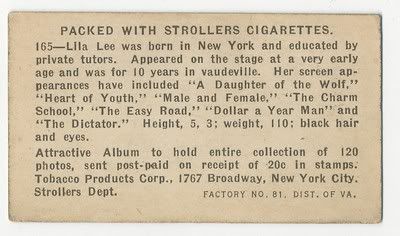 PACKED WITH STROLLERS CIGARETTES.
165—Lila Lee was born in New York and educated by
private tutors. Appeared on the stage at a very early
age and was for 10 years in vaudeville. Her screen ap-
pearances have included "A Daughter of the Wolf,"
"Heart of Youth," "Male and Female," "The Charm
School," "The Easy Road," "Dollar a Year Man" and
"The Dictator." Height, 5, 3; weight, 110; black hair
and eyes.
Attractive Album to hold entire collection of 120
photos, sent post-paid on receipt of 20c in stamps.
Tobacco Products Corp., 1767 Broadway, New York City.
Strollers Dept. FACTORY NO. 81, DIST. OF VA.